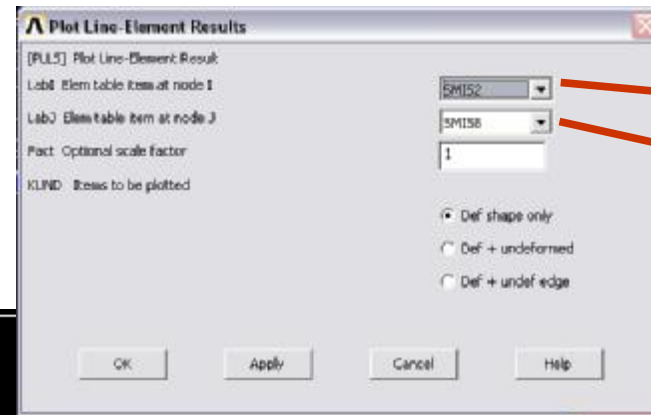 Plot Line-Element Results
[PLLS] Plot Line-Element Result
LabI Elem table item at node I
SMIS2
LabJ Elem table item at node J
SMIS8
Fact Optional scale factor
1
KUND Items to be plotted
Def shape only
Def + undeformed
Def + undef edge
OK Apply Cancel Help